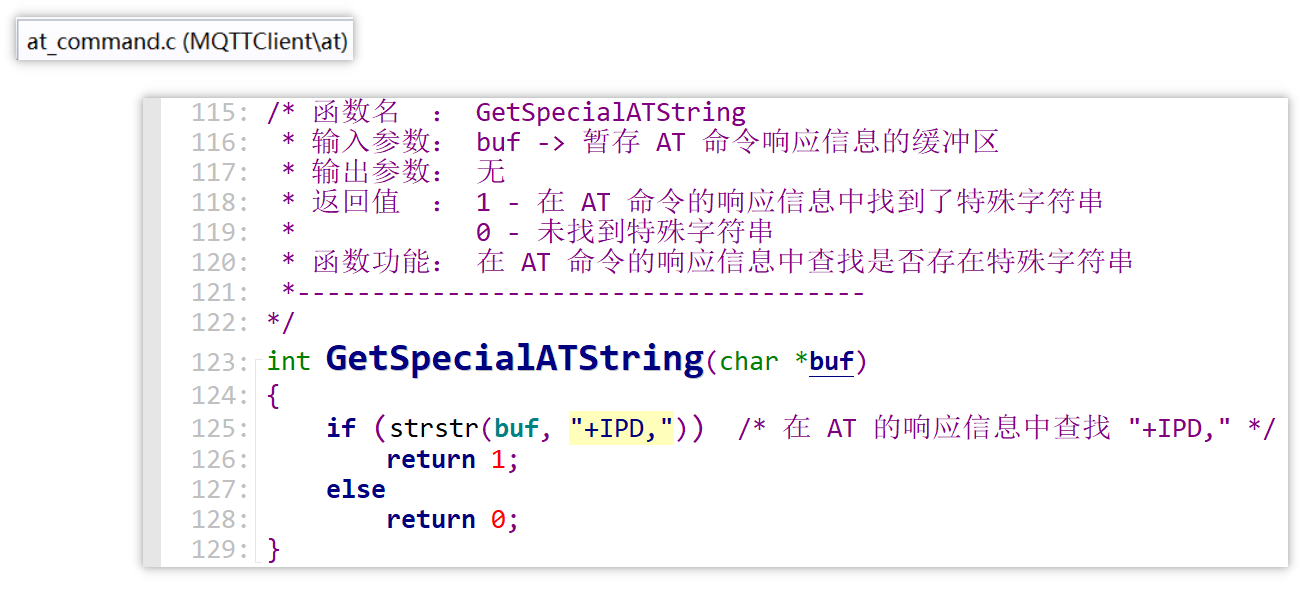 at_command.c (MQTTClient\at)
115: /* 函数名  :  GetSpecialATString
116:  * 输入参数:  buf -> 暂存 AT 命令响应信息的缓冲区
117:  * 输出参数:  无
118:  * 返回值  :  1 - 在 AT 命令的响应信息中找到了特殊字符串
119:  *            0 - 未找到特殊字符串
120:  * 函数功能:  在 AT 命令的响应信息中查找是否存在特殊字符串
121:  *--------------------------------------
122: */
123: int GetSpecialATString(char *buf)
124: {
125:     if (strstr(buf, "+IPD,"))  /* 在 AT 的响应信息中查找 "+IPD," */
126:         return 1;
127:     else
128:         return 0;
129: }